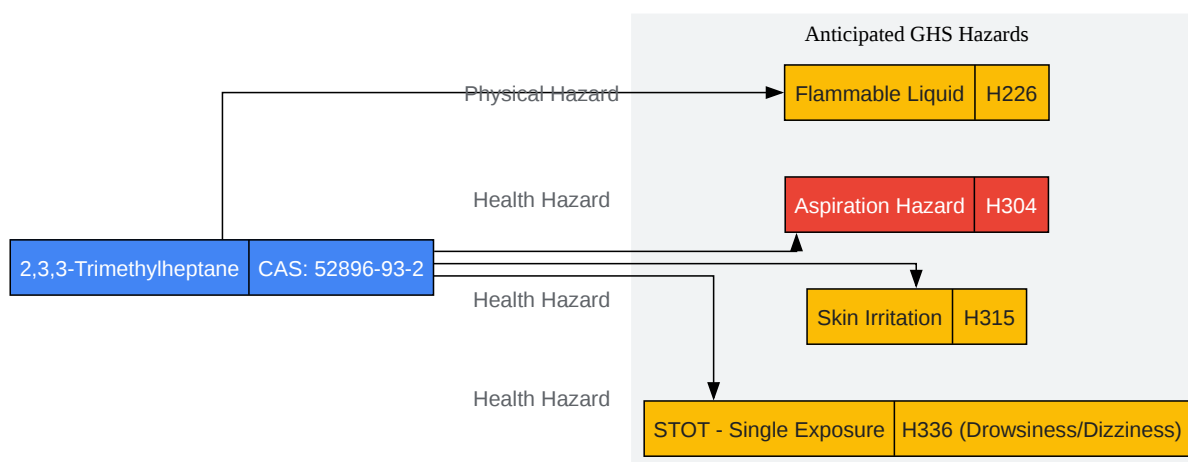 Anticipated GHS Hazards
Physical Hazard
Flammable Liquid H226
Health Hazard
Aspiration Hazard H304
2,3,3-Trimethylheptane CAS: 52896-93-2
Health Hazard
Skin Irritation H315
Health Hazard
STOT - Single Exposure H336 (Drowsiness/Dizziness)